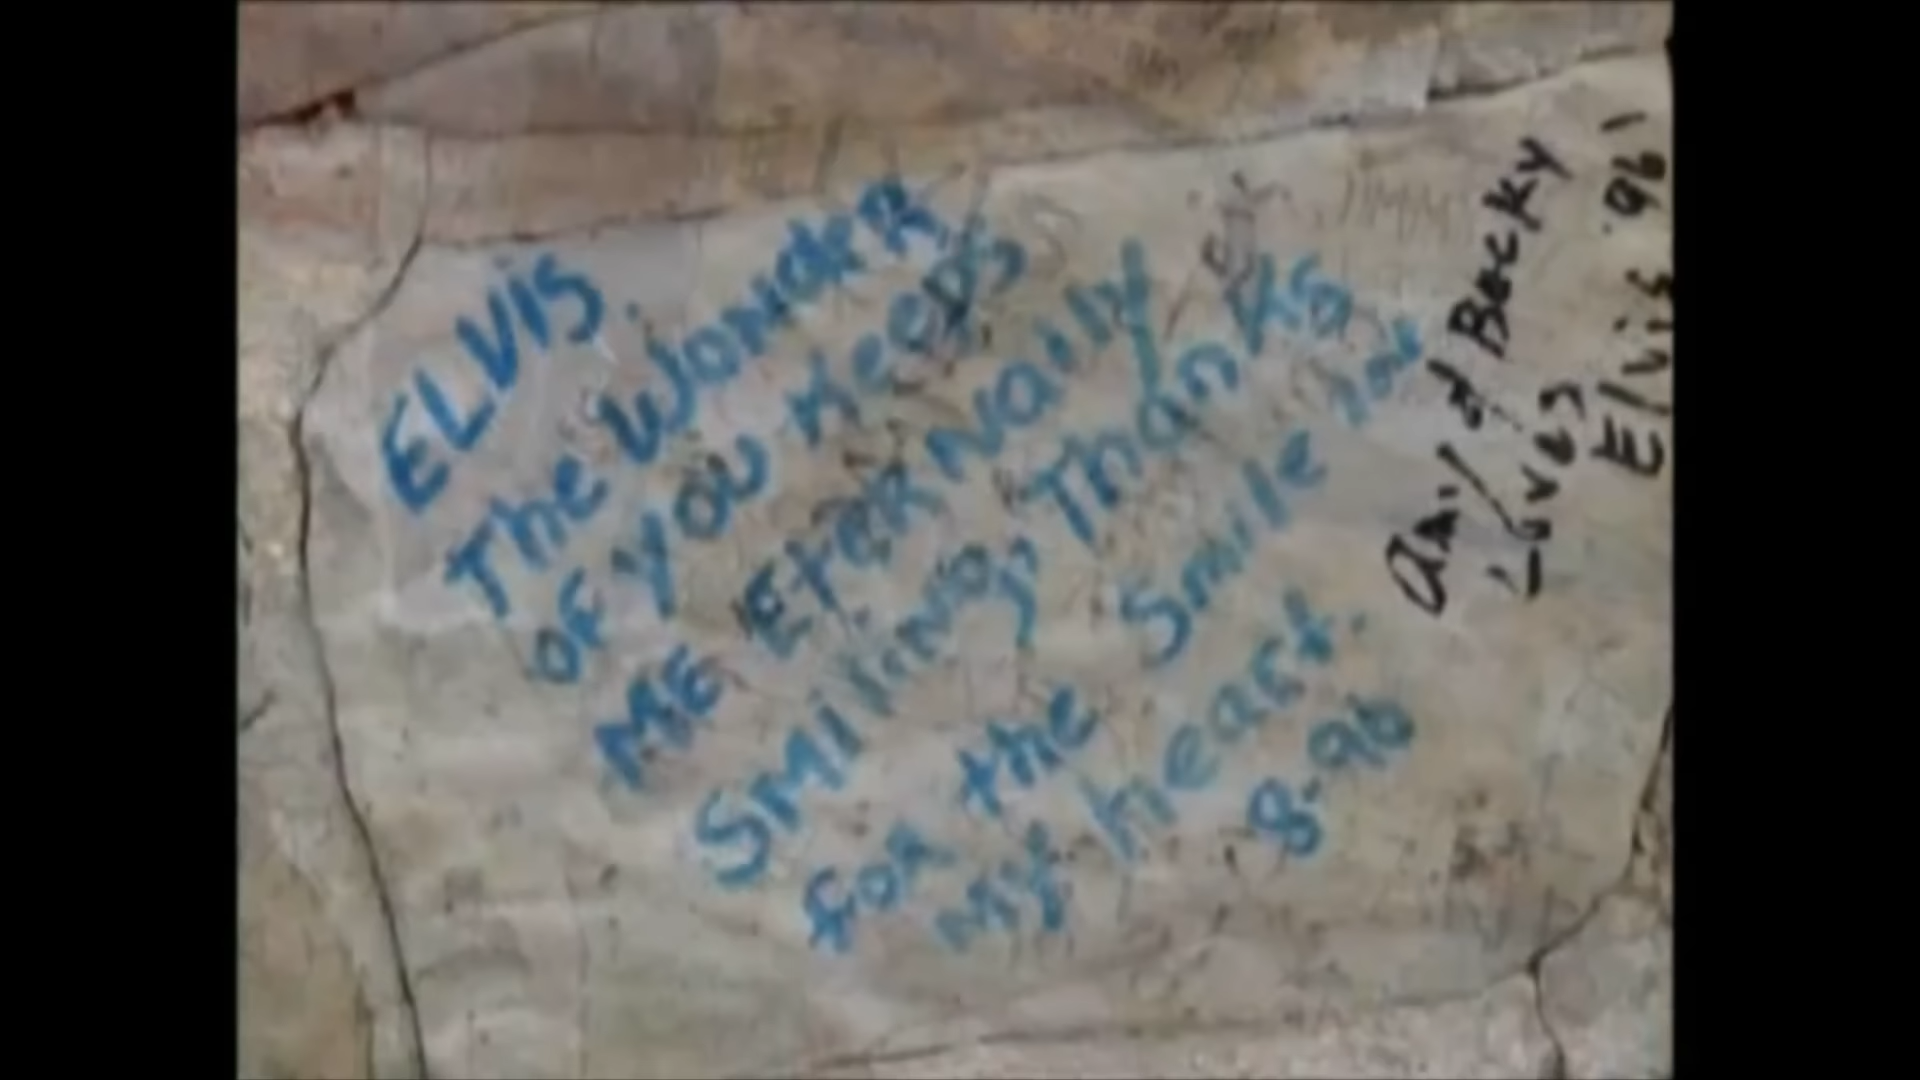 ELVIS.
The WONdER
OF YOU KeepS
ME EtERNally
SMiliNg, Thanks
foR the Smile iN
My heart.
8-96
Amy & Becky
Loves
Elvis 96'